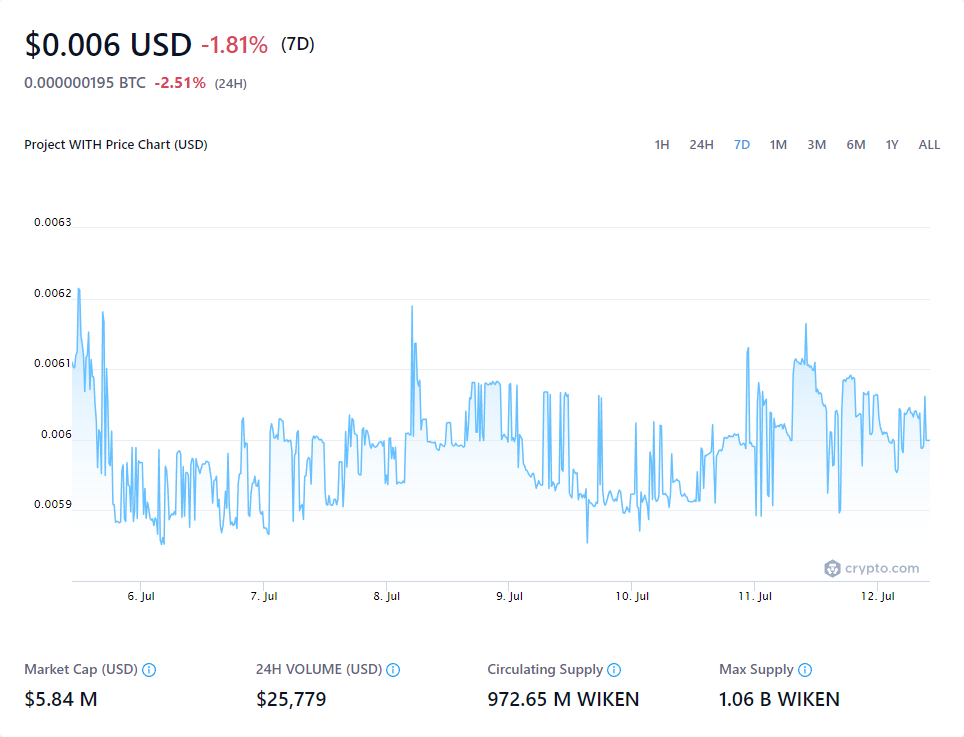 $0.006 USD -1.81% (7D)
0.000000195 BTC -2.51% (24H)
Project WITH Price Chart (USD)
1H 24H 7D 1M 3M 6M 1Y ALL
0.0063
0.0062
0.0061
0.006
0.0059
crypto.com
6. Jul 7. Jul 8. Jul 9. Jul 10. Jul 11. Jul 12. Jul
Market Cap (USD) 24H VOLUME (USD) Circulating Supply Max Supply
$5.84 M $25,779 972.65 M WIKEN 1.06 B WIKEN